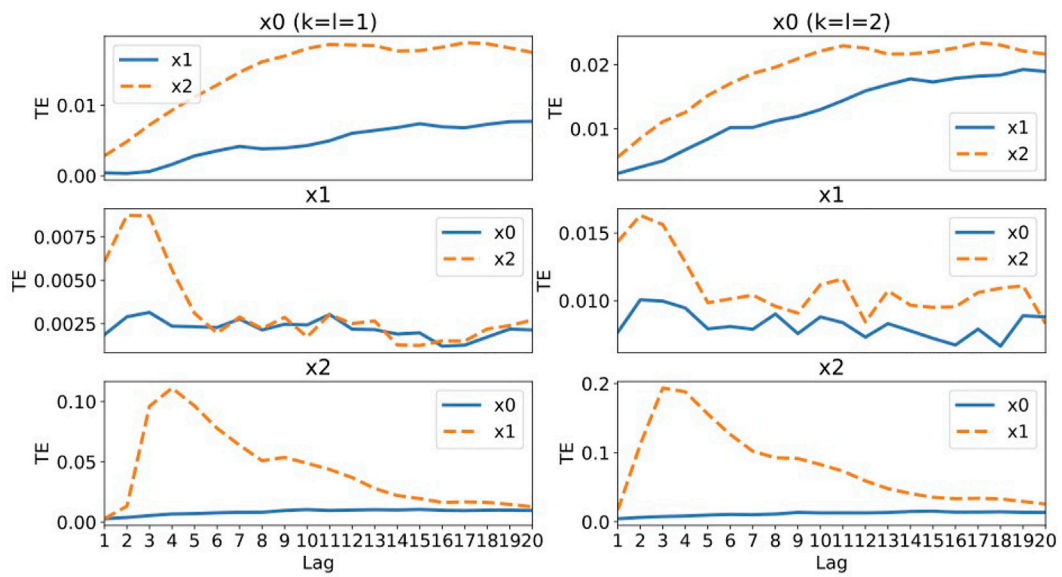 x0 (k=l=1)
TE
0.01
0.00
x1
x2
x0 (k=l=2)
TE
0.02
0.01
x1
x2
x1
TE
0.0075
0.0050
0.0025
x0
x2
x1
TE
0.015
0.010
x0
x2
x2
TE
0.10
0.05
0.00
x0
x1
1 2 3 4 5 6 7 8 9 10 11 12 13 14 15 16 17 18 19 20
Lag
x2
TE
0.2
0.1
0.0
x0
x1
1 2 3 4 5 6 7 8 9 10 11 12 13 14 15 16 17 18 19 20
Lag